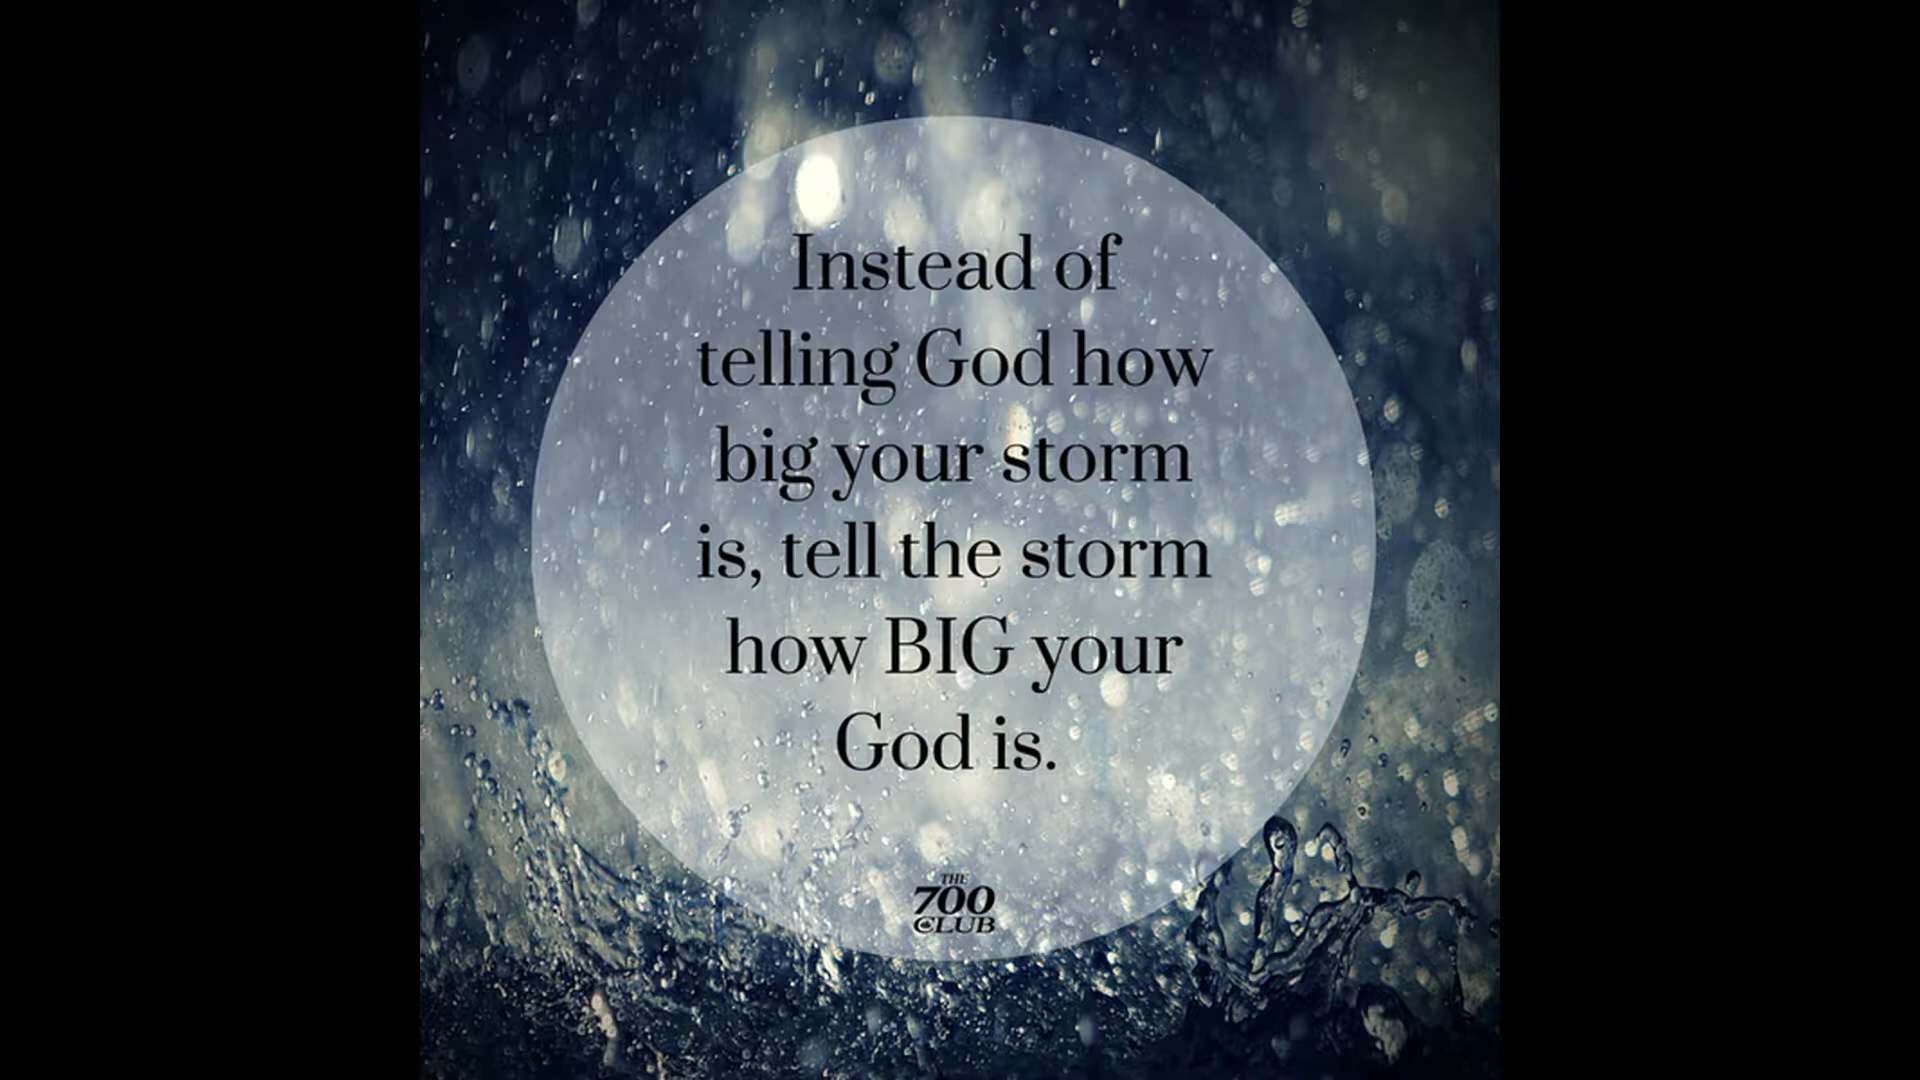 Instead of
telling God how
big your storm
is, tell the storm
how BIG your
God is.
THE
700
CLUB